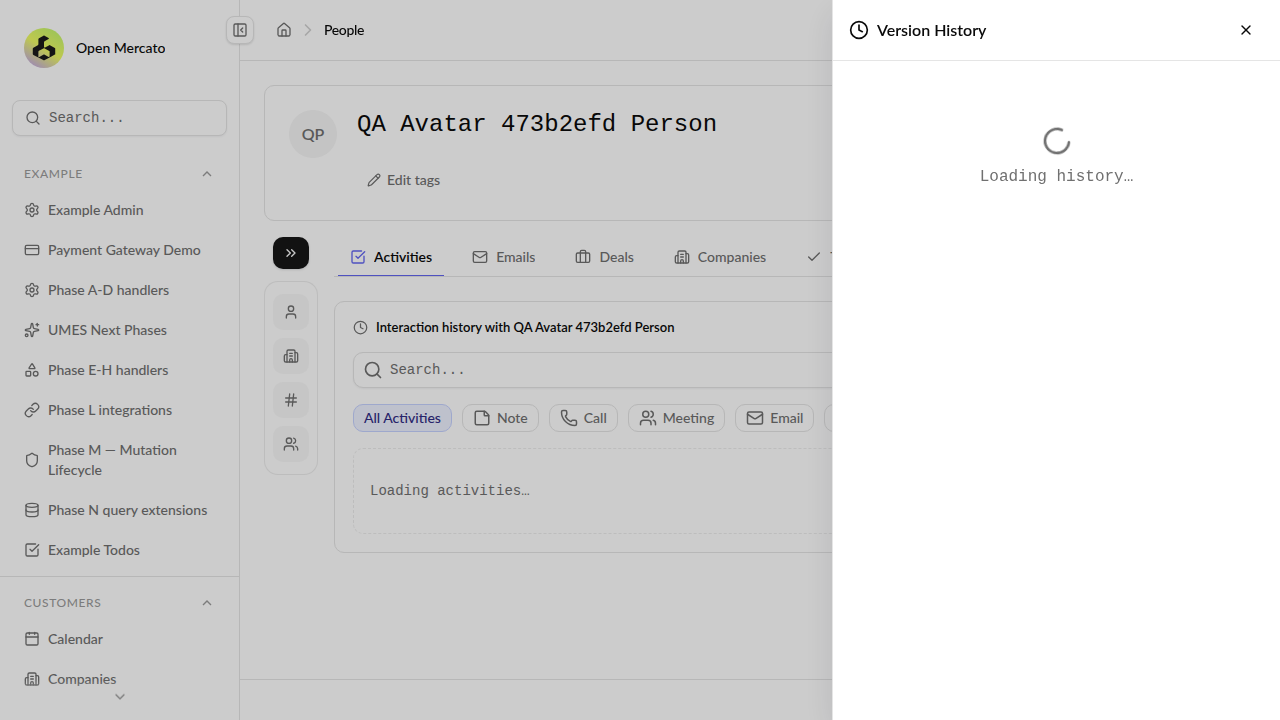 Open Mercato
Search...
EXAMPLE
Example Admin
Payment Gateway Demo
Phase A-D handlers
UMES Next Phases
Phase E-H handlers
Phase L integrations
Phase M — Mutation
Lifecycle
Phase N query extensions
Example Todos
CUSTOMERS
Calendar
Companies
People
QP
QA Avatar 473b2efd Person
Edit tags
Activities
Emails
Deals
Companies
Interaction history with QA Avatar 473b2efd Person
Search...
All Activities
Note
Call
Meeting
Email
Loading activities…
Version History
Loading history…